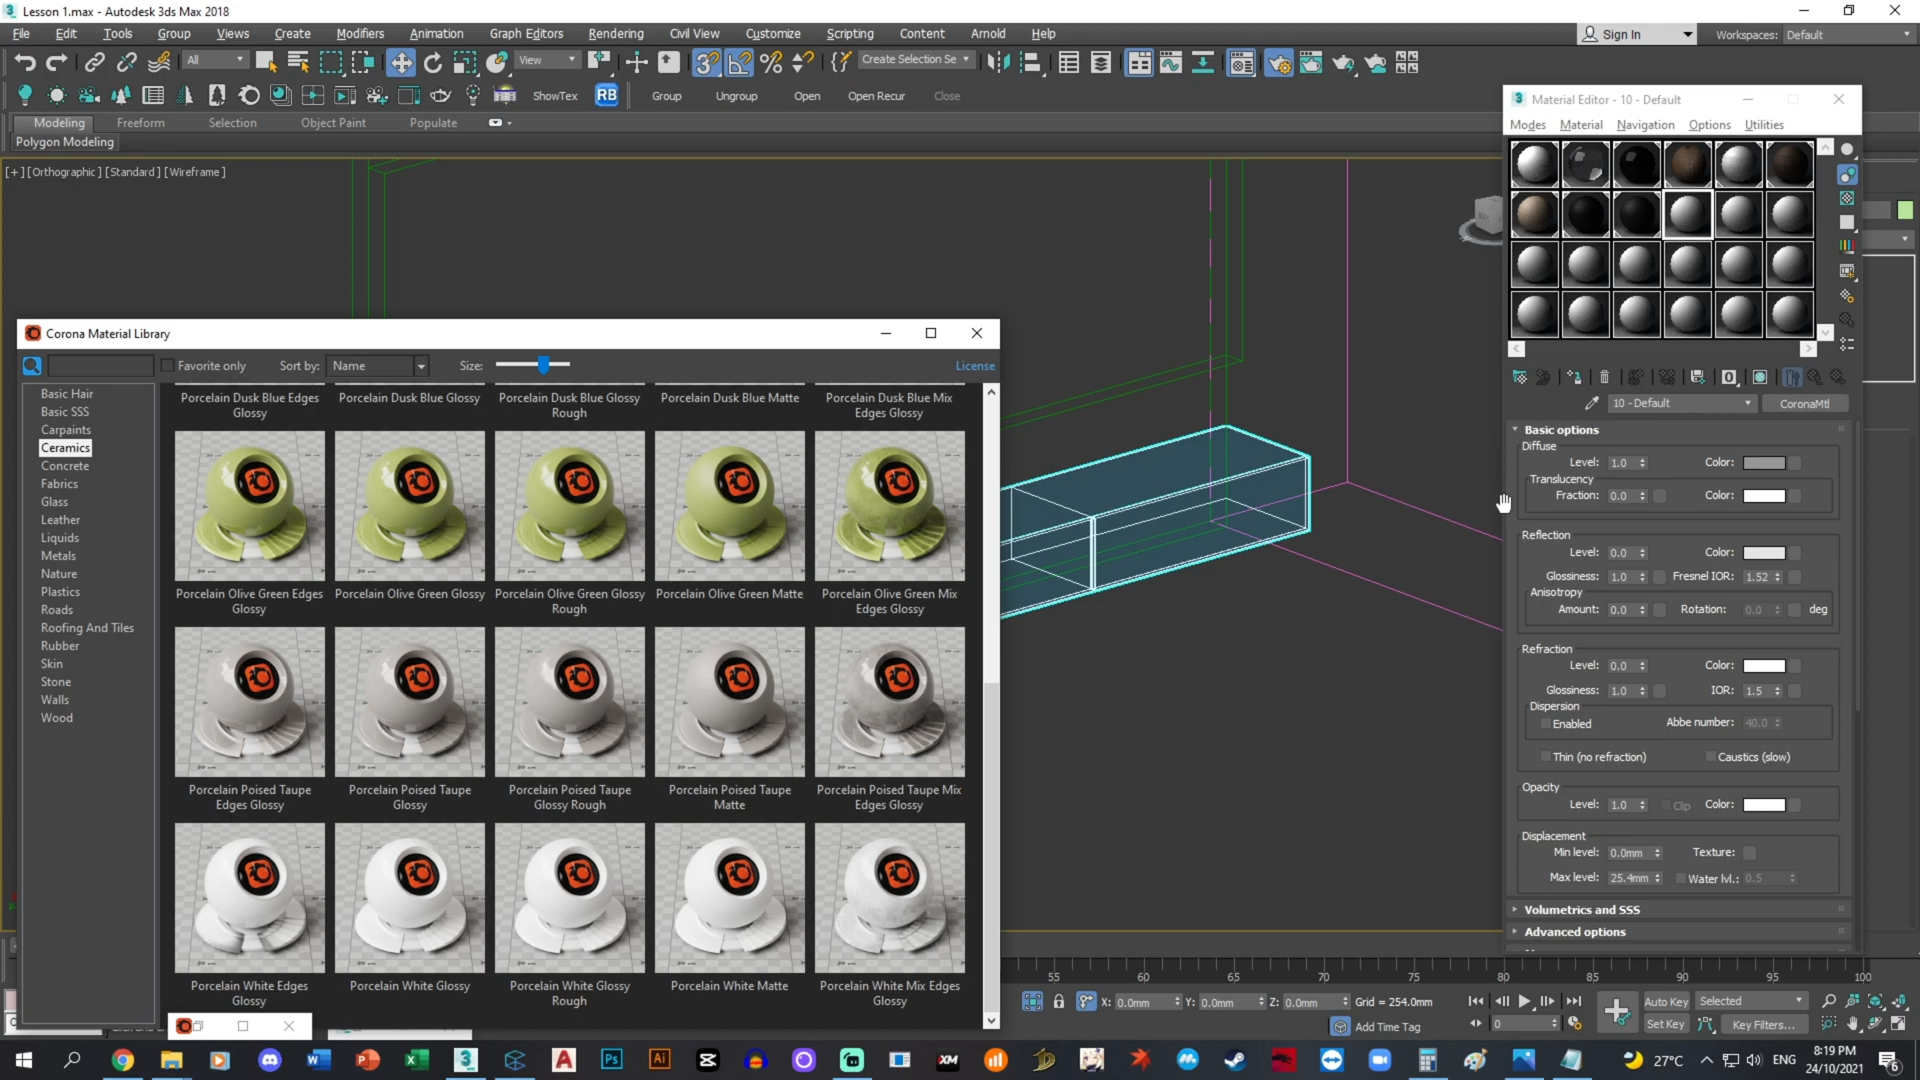 Lesson 1.max - Autodesk 3ds Max 2018
File Edit Tools Group Views Create Modifiers Animation Graph Editors Rendering Civil View Customize Scripting Content Arnold Help
Sign In Workspaces: Default
All View Create Selection Se
ShowTex RB Group Ungroup Open Open Recur Close
Modeling Freeform Selection Object Paint Populate
Polygon Modeling
[+] [Orthographic] [Standard] [Wireframe]
Corona Material Library
Favorite only Sort by: Name Size: License
Basic Hair
Basic SSS
Carpaints
Ceramics
Concrete
Fabrics
Glass
Leather
Liquids
Metals
Nature
Plastics
Roads
Roofing And Tiles
Rubber
Skin
Stone
Walls
Wood
Porcelain Dusk Blue Edges Glossy
Porcelain Dusk Blue Glossy
Porcelain Dusk Blue Glossy Rough
Porcelain Dusk Blue Matte
Porcelain Dusk Blue Mix Edges Glossy
Porcelain Olive Green Edges Glossy
Porcelain Olive Green Glossy
Porcelain Olive Green Glossy Rough
Porcelain Olive Green Matte
Porcelain Olive Green Mix Edges Glossy
Porcelain Poised Taupe Edges Glossy
Porcelain Poised Taupe Glossy
Porcelain Poised Taupe Glossy Rough
Porcelain Poised Taupe Matte
Porcelain Poised Taupe Mix Edges Glossy
Porcelain White Edges Glossy
Porcelain White Glossy
Porcelain White Glossy Rough
Porcelain White Matte
Porcelain White Mix Edges Glossy
Material Editor - 10 - Default
Modes Material Navigation Options Utilities
10 - Default CoronaMtl
Basic options
Diffuse
Level: 1.0 Color:
Translucency
Fraction: 0.0 Color:
Reflection
Level: 0.0 Color:
Glossiness: 1.0 Fresnel IOR: 1.52
Anisotropy
Amount: 0.0 Rotation: 0.0 deg
Refraction
Level: 0.0 Color:
Glossiness: 1.0 IOR: 1.5
Dispersion
Enabled Abbe number: 40.0
Thin (no refraction) Caustics (slow)
Opacity
Level: 1.0 Clip Color:
Displacement
Min level: 0.0mm Texture:
Max level: 25.4mm Water lvl.: 0.5
Volumetrics and SSS
Advanced options
55 60 65 70 75 80 85 90 95 100
X: 0.0mm Y: 0.0mm Z: 0.0mm Grid = 254.0mm
Auto Key Selected
Add Time Tag 0 Set Key Key Filters...
27°C ENG
8:19 PM
24/10/2021
6